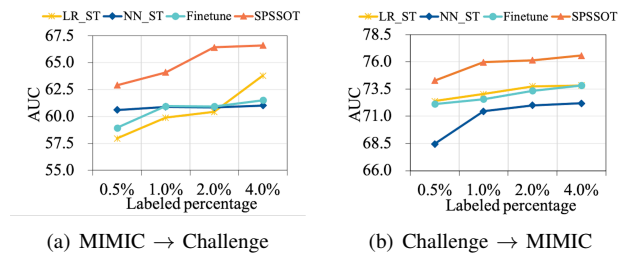 LR_ST NN_ST Finetune SPSSOT
67.5
65.0
62.5
60.0
57.5
55.0
AUC
0.5% 1.0% 2.0% 4.0%
Labeled percentage
(a) MIMIC → Challenge
LR_ST NN_ST Finetune SPSSOT
78.5
76.0
73.5
71.0
68.5
66.0
AUC
0.5% 1.0% 2.0% 4.0%
Labeled percentage
(b) Challenge → MIMIC